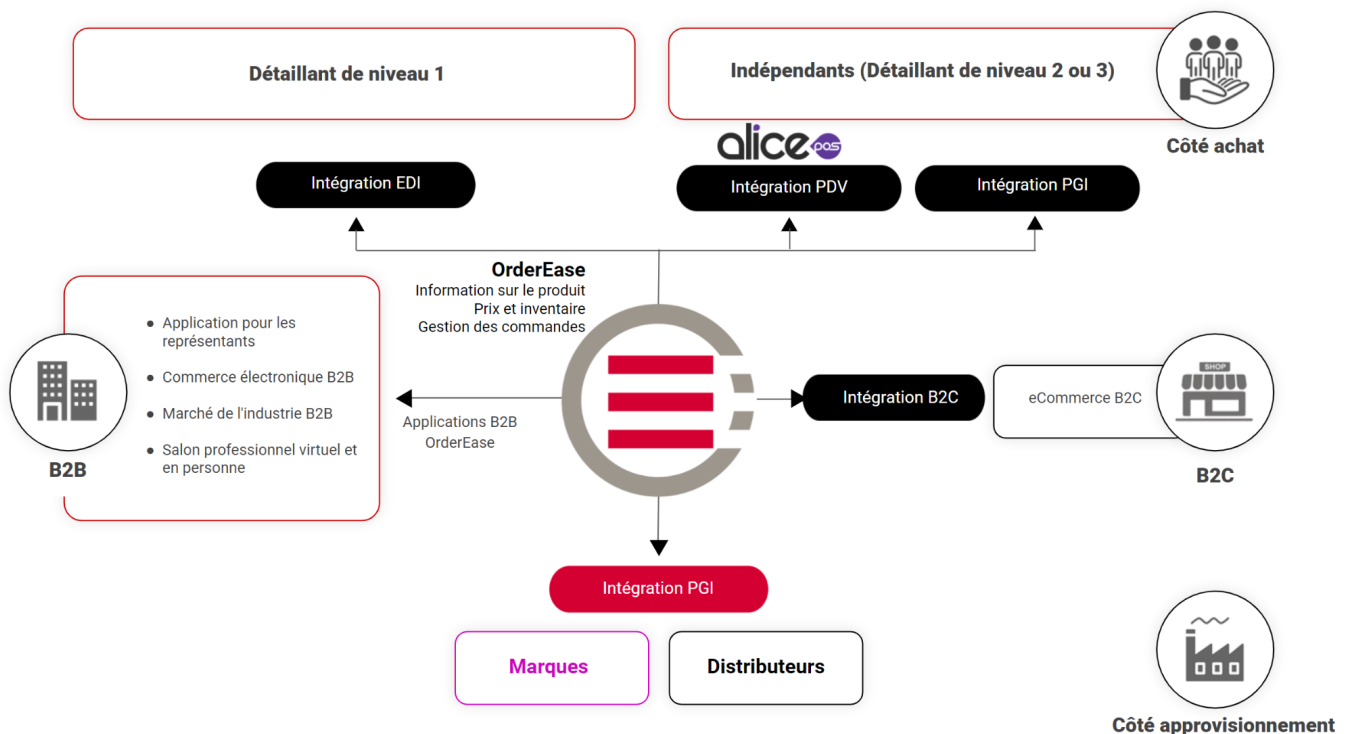 Détaillant de niveau 1
Indépendants (Détaillant de niveau 2 ou 3)
Côté achat
alice pos
Intégration EDI
Intégration PDV
Intégration PGI
OrderEase
Information sur le produit
Prix et inventaire
Gestion des commandes
Application pour les
représentants
Commerce électronique B2B
Marché de l'industrie B2B
Salon professionnel virtuel et
en personne
B2B
Applications B2B
OrderEase
Intégration B2C
eCommerce B2C
SHOP
B2C
Intégration PGI
Marques
Distributeurs
Côté approvisionnement